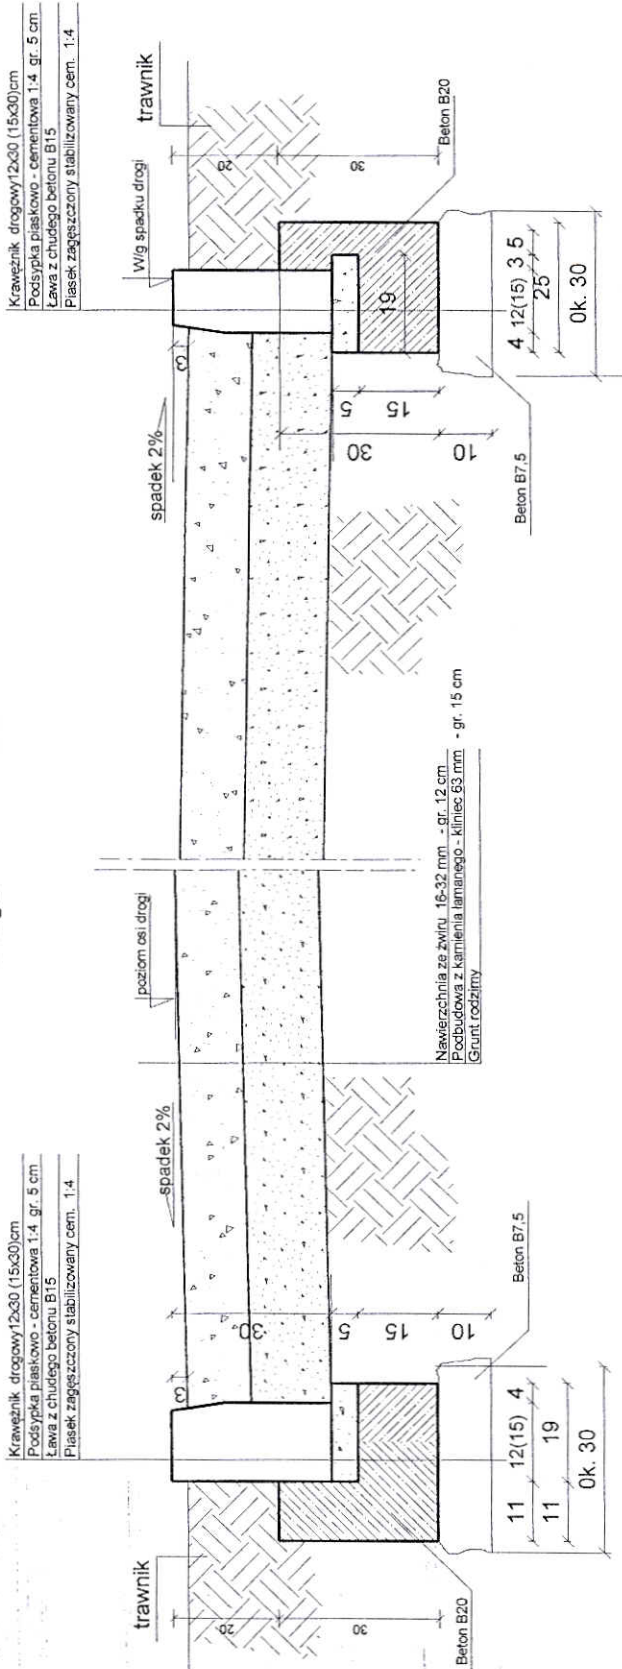 Krawężnik drogowy12x30 (15x30)cm
Podsypka piaskowo - cementowa 1:4 gr. 5 cm
Ława z chudego betonu B15
Piasek zagęszczony stabilizowany cem. 1:4
trawnik
spadek 2%
poziom osi drogi
3
20
30
30
5
15
10
Beton B20
Beton B7,5
11 12(15) 4
11 19
Ok. 30
Nawierzchnia ze żwiru 16-32 mm - gr. 12 cm
Podbudowa z kamienia łamanego - kliniec 63 mm - gr. 15 cm
Grunt rodzimy
Krawężnik drogowy12x30 (15x30)cm
Podsypka piaskowo - cementowa 1:4 gr. 5 cm
Ława z chudego betonu B15
Piasek zagęszczony stabilizowany cem. 1:4
trawnik
W/g spadku drogi
spadek 2%
3
20
30
19
5
15
30
10
Beton B20
Beton B7,5
4 12(15) 3 5
25
Ok. 30